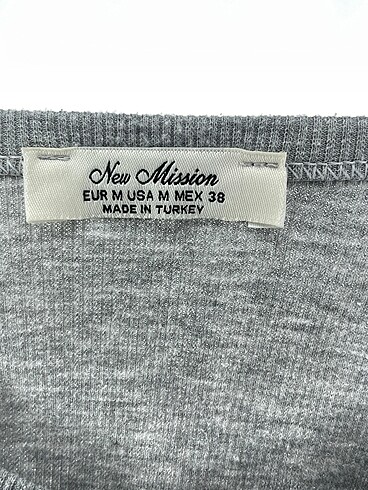 New Mission
EUR M USA M MEX 38
MADE IN TURKEY